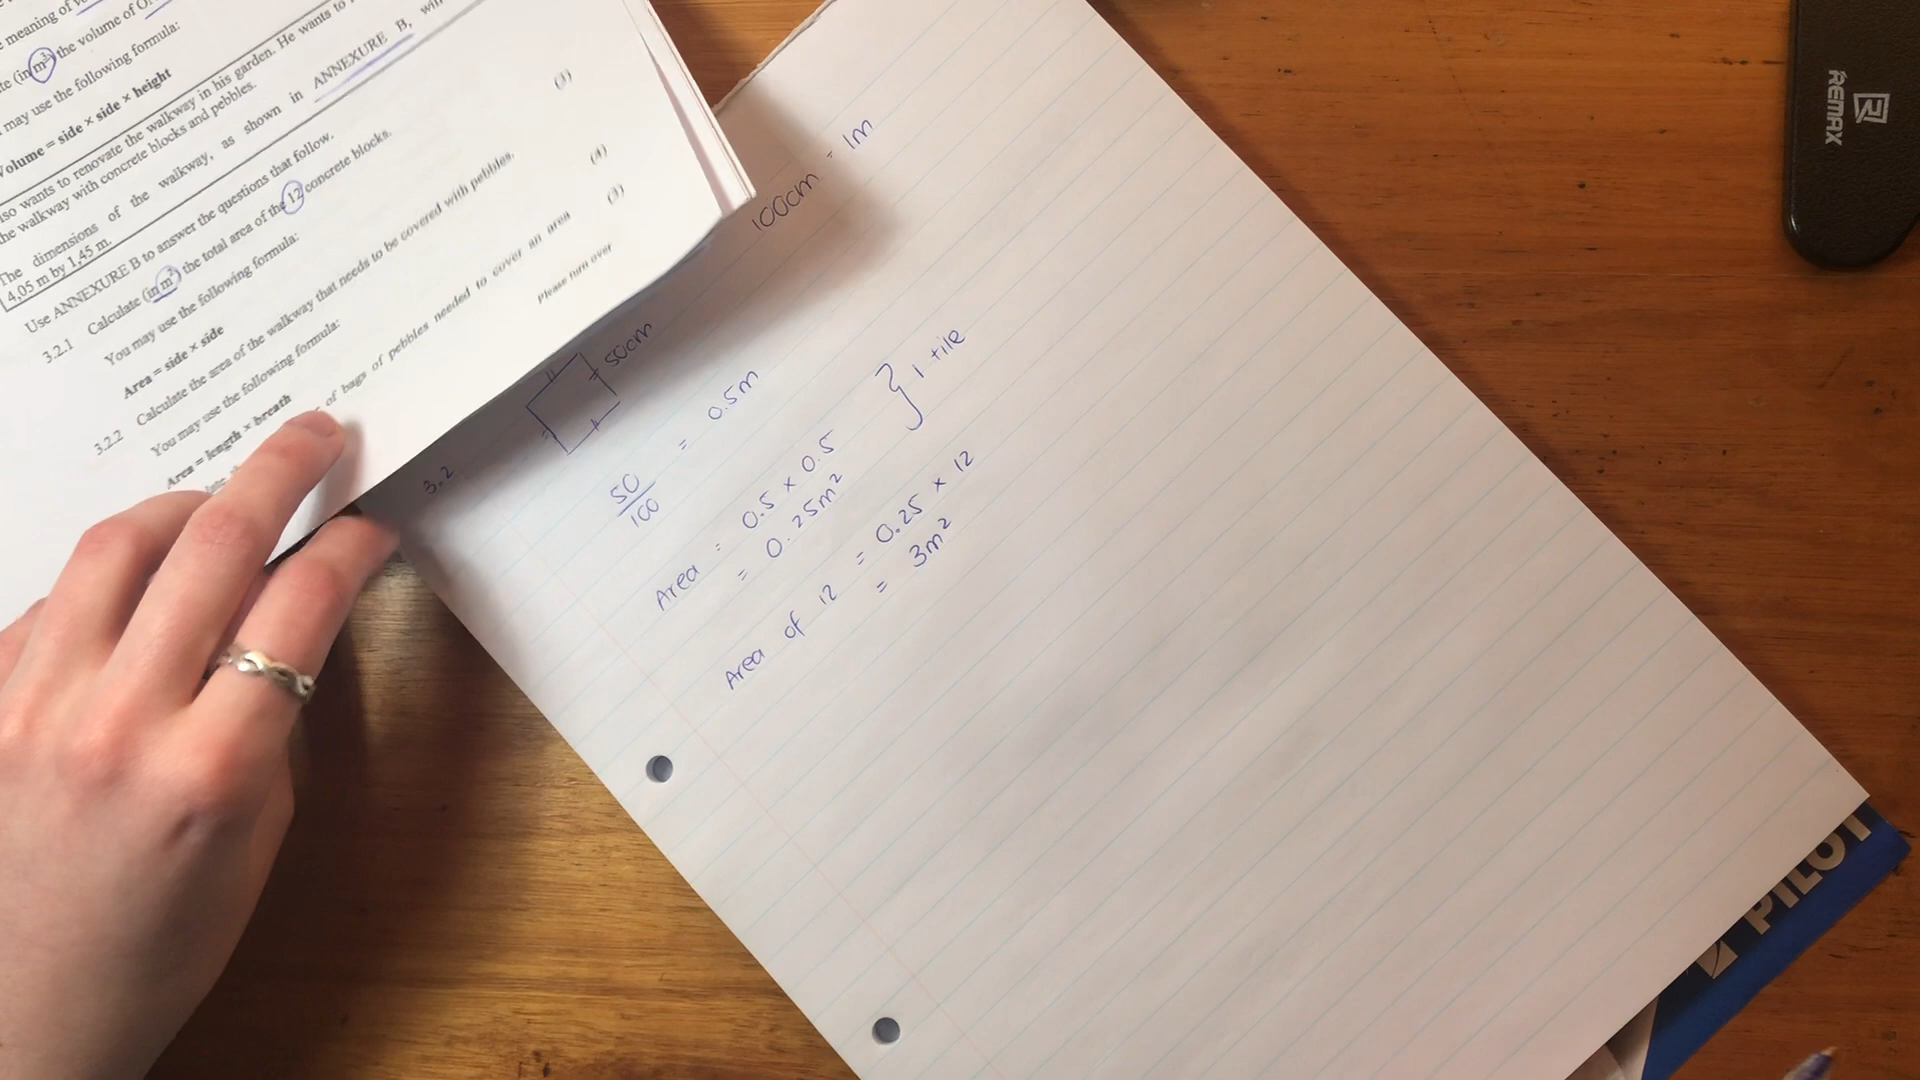 meaning of
(in m³) the volume of
may use the following formula:
Volume = side × side × height
also wants to renovate the walkway in his garden. He wants to
the walkway with concrete blocks and pebbles.
The dimensions of the walkway, as shown in ANNEXURE B,
4,05 m by 1,45 m.
Use ANNEXURE B to answer the questions that follow.
3.2.1 Calculate (in m²) the total area of the 12 concrete blocks.
You may use the following formula:
Area = side × side
(3)
3.2.2 Calculate the area of the walkway that needs to be covered with pebbles.
You may use the following formula:
Area = length × breath
(4)
of bags of pebbles needed to cover an area
(3)
Please turn over
100cm = 1m
3.2
50cm
50/100 = 0.5m
Area = 0.5 × 0.5
= 0.25m²
} 1 tile
Area of 12 = 0.25 × 12
= 3m²
REMAX
PILOT